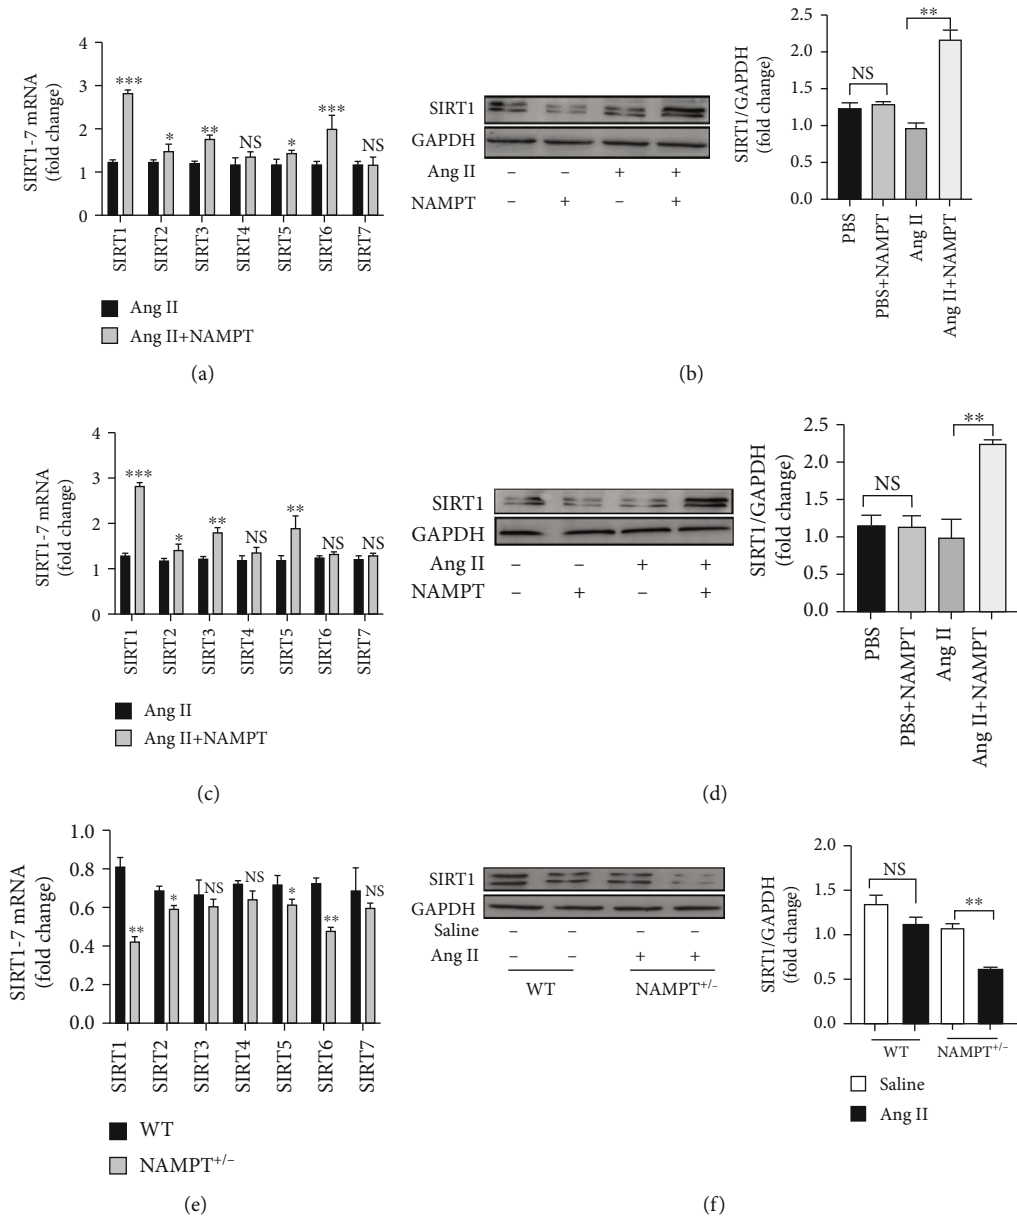 4
3
2
1
0
SIRT1-7 mRNA
(fold change)
***
*
**
NS
*
***
NS
SIRT1
SIRT2
SIRT3
SIRT4
SIRT5
SIRT6
SIRT7
Ang II
Ang II+NAMPT
(a)
SIRT1
GAPDH
Ang II – – + +
NAMPT – + – +
2.5
2.0
1.5
1.0
0.5
0.0
SIRT1/GAPDH
(fold change)
NS
**
PBS
PBS+NAMPT
Ang II
Ang II+NAMPT
(b)
4
3
2
1
0
SIRT1-7 mRNA
(fold change)
***
*
**
NS
**
NS
NS
SIRT1
SIRT2
SIRT3
SIRT4
SIRT5
SIRT6
SIRT7
Ang II
Ang II+NAMPT
(c)
SIRT1
GAPDH
Ang II – – + +
NAMPT – + – +
2.5
2.0
1.5
1.0
0.5
0.0
SIRT1/GAPDH
(fold change)
NS
**
PBS
PBS+NAMPT
Ang II
Ang II+NAMPT
(d)
1.0
0.8
0.6
0.4
0.2
0.0
SIRT1-7 mRNA
(fold change)
**
*
NS
NS
*
**
NS
SIRT1
SIRT2
SIRT3
SIRT4
SIRT5
SIRT6
SIRT7
WT
NAMPT+/–
(e)
SIRT1
GAPDH
Saline – – – –
Ang II – – + +
WT NAMPT+/–
2.0
1.5
1.0
0.5
0.0
SIRT1/GAPDH
(fold change)
NS
**
WT NAMPT+/–
Saline
Ang II
(f)